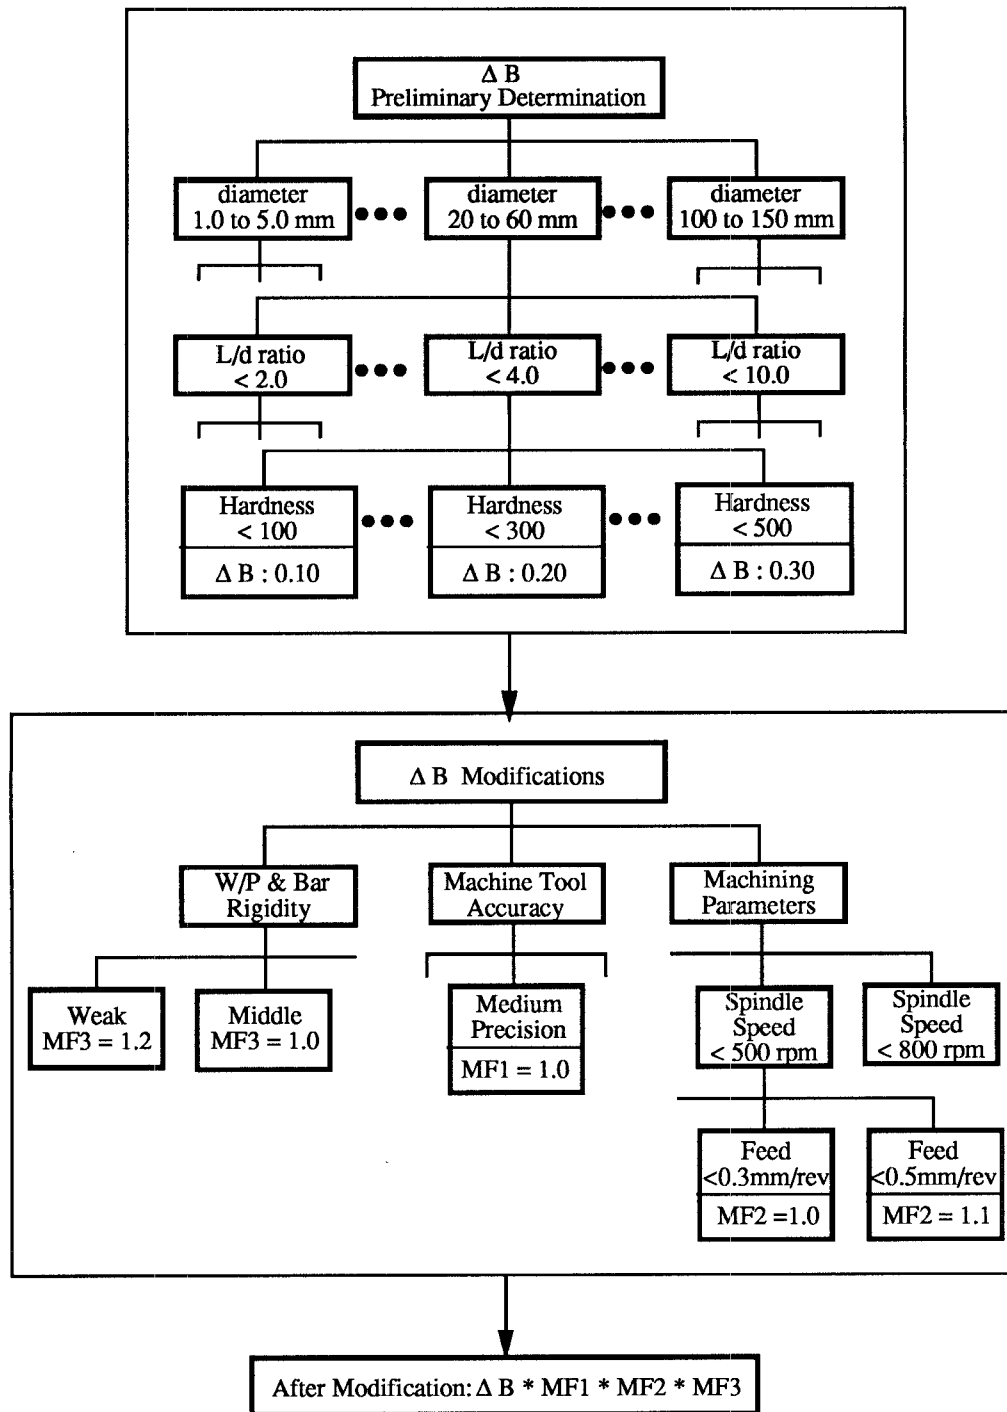 Δ B
Preliminary Determination
diameter
1.0 to 5.0 mm
diameter
20 to 60 mm
diameter
100 to 150 mm
L/d ratio
< 2.0
L/d ratio
< 4.0
L/d ratio
< 10.0
Hardness
< 100
Δ B : 0.10
Hardness
< 300
Δ B : 0.20
Hardness
< 500
Δ B : 0.30
Δ B Modifications
W/P & Bar
Rigidity
Machine Tool
Accuracy
Machining
Parameters
Weak
MF3 = 1.2
Middle
MF3 = 1.0
Medium
Precision
MF1 = 1.0
Spindle
Speed
< 500 rpm
Spindle
Speed
< 800 rpm
Feed
<0.3mm/rev
MF2 =1.0
Feed
<0.5mm/rev
MF2 = 1.1
After Modification: Δ B * MF1 * MF2 * MF3